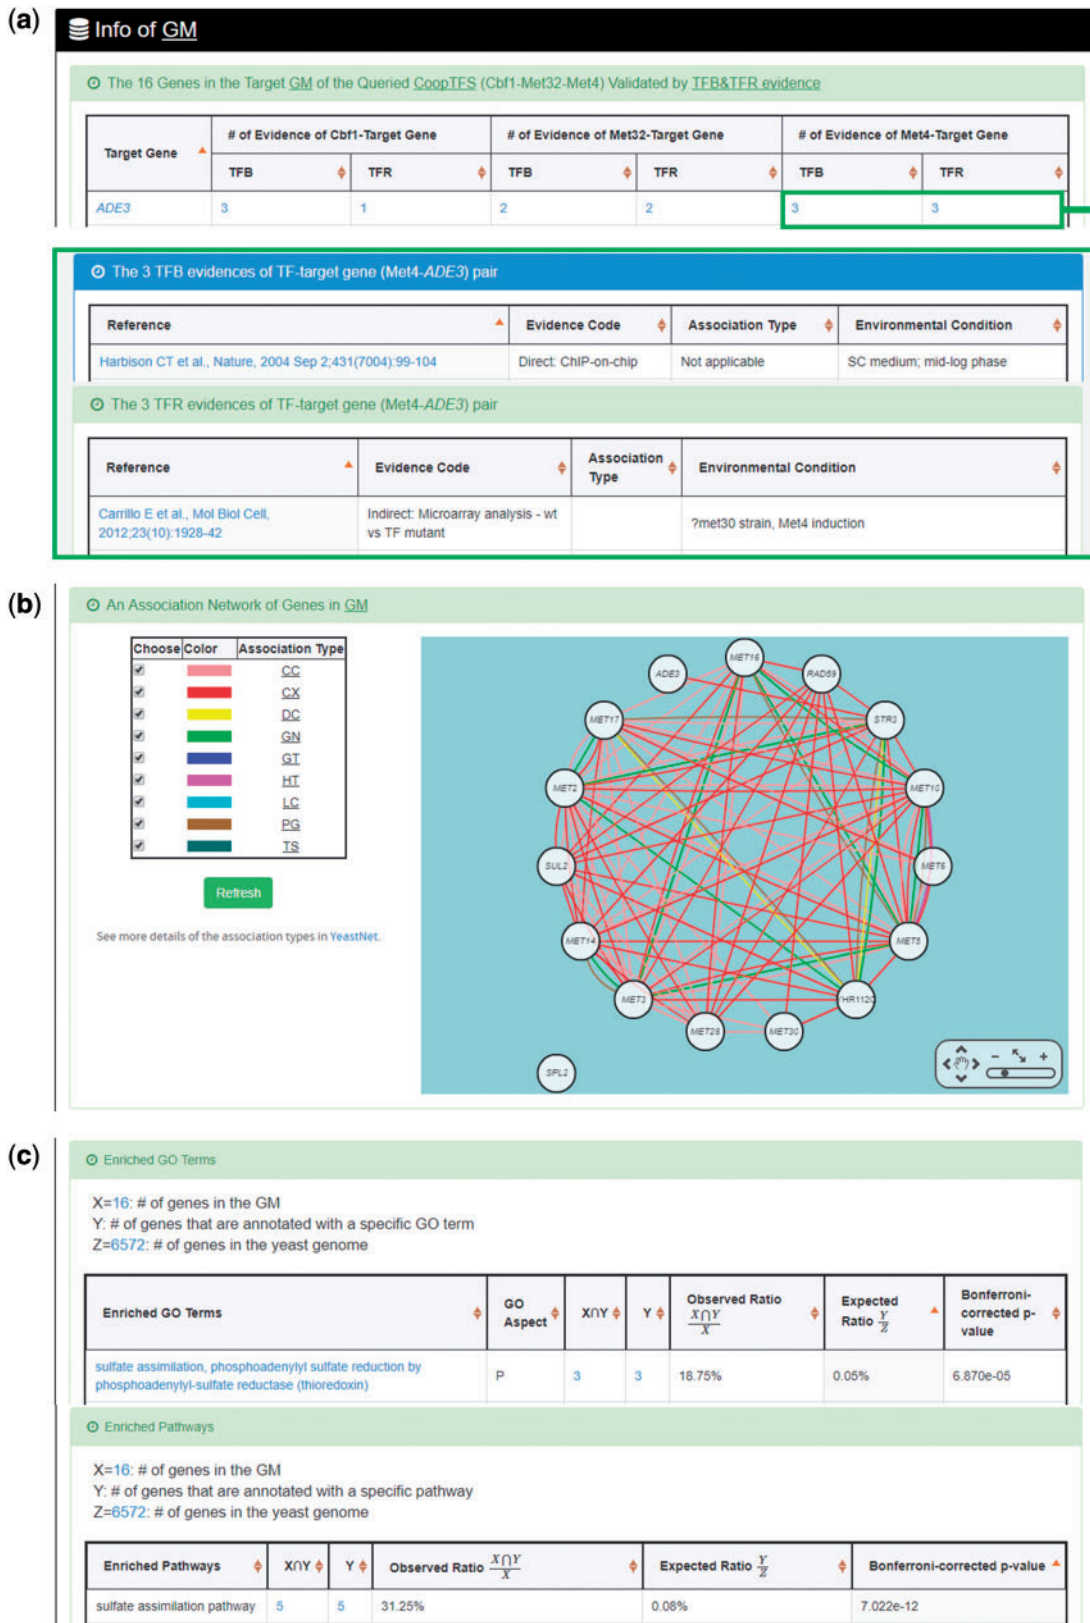 (a)
Info of GM
The 16 Genes in the Target GM of the Queried CoopTFS (Cbf1-Met32-Met4) Validated by TFB&TFR evidence
Target Gene
# of Evidence of Cbf1-Target Gene
# of Evidence of Met32-Target Gene
# of Evidence of Met4-Target Gene
TFB TFR TFB TFR TFB TFR
ADE3 3 1 2 2 3 3
The 3 TFB evidences of TF-target gene (Met4-ADE3) pair
Reference Evidence Code Association Type Environmental Condition
Harbison CT et al., Nature, 2004 Sep 2;431(7004):99-104 Direct: ChIP-on-chip Not applicable SC medium; mid-log phase
The 3 TFR evidences of TF-target gene (Met4-ADE3) pair
Reference Evidence Code Association Type Environmental Condition
Carrillo E et al., Mol Biol Cell, 2012;23(10):1928-42
Indirect: Microarray analysis - wt vs TF mutant
?met30 strain, Met4 induction
(b)
An Association Network of Genes in GM
Choose Color Association Type
CC
CX
DC
GN
GT
HT
LC
PG
TS
Refresh
See more details of the association types in YeastNet.
MET16
ADE3
RAD59
MET17
STR3
MET2
MET10
SUL2
MET6
MET14
MET5
MET3
YHR112C
MET28
MET30
SPL2
(c)
Enriched GO Terms
X=16: # of genes in the GM
Y: # of genes that are annotated with a specific GO term
Z=6572: # of genes in the yeast genome
Enriched GO Terms GO Aspect X∩Y Y Observed Ratio X∩Y/X Expected Ratio Y/Z Bonferroni-corrected p-value
sulfate assimilation, phosphoadenylyl sulfate reduction by
phosphoadenylyl-sulfate reductase (thioredoxin) P 3 3 18.75% 0.05% 6.870e-05
Enriched Pathways
X=16: # of genes in the GM
Y: # of genes that are annotated with a specific pathway
Z=6572: # of genes in the yeast genome
Enriched Pathways X∩Y Y Observed Ratio X∩Y/X Expected Ratio Y/Z Bonferroni-corrected p-value
sulfate assimilation pathway 5 5 31.25% 0.08% 7.022e-12